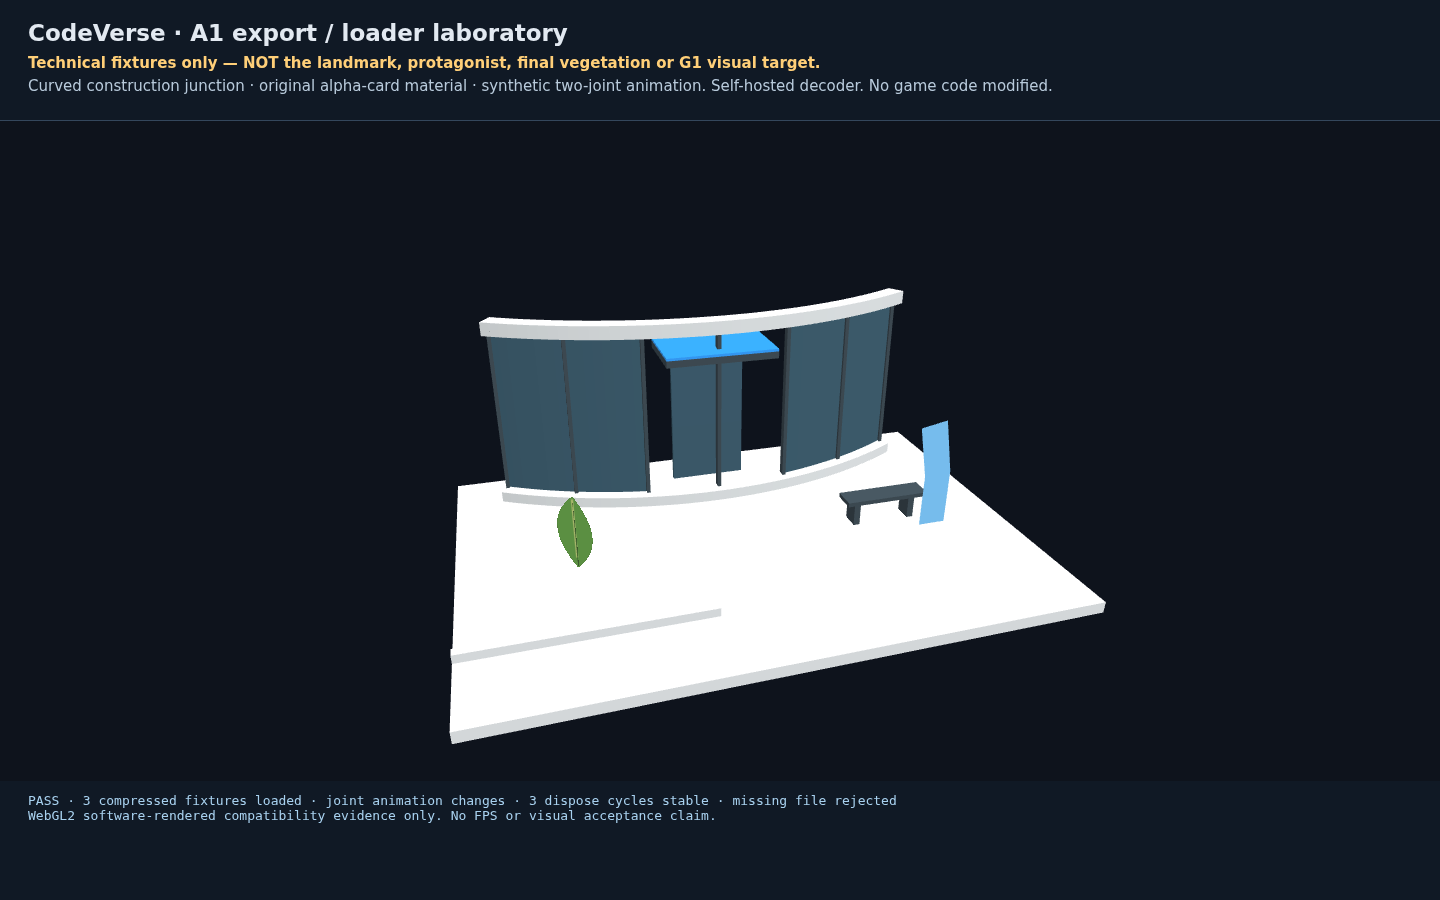 CodeVerse · A1 export / loader laboratory
Technical fixtures only — NOT the landmark, protagonist, final vegetation or G1 visual target.
Curved construction junction · original alpha-card material · synthetic two-joint animation. Self-hosted decoder. No game code modified.
PASS · 3 compressed fixtures loaded · joint animation changes · 3 dispose cycles stable · missing file rejected
WebGL2 software-rendered compatibility evidence only. No FPS or visual acceptance claim.